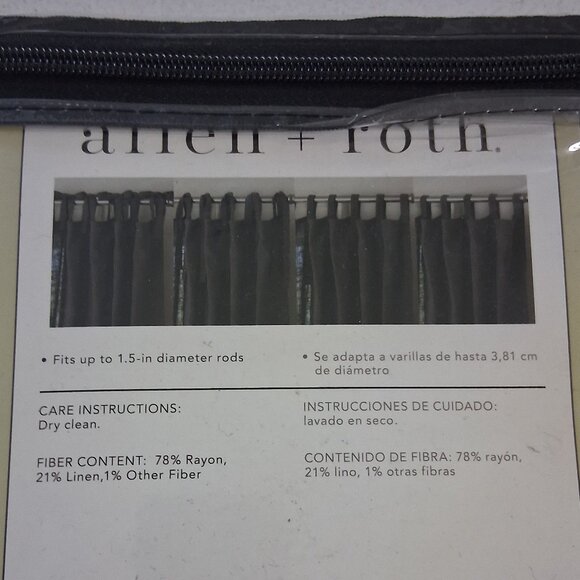 allen + roth®
• Fits up to 1.5-in diameter rods
• Se adapta a varillas de hasta 3,81 cm
de diámetro
CARE INSTRUCTIONS:
Dry clean.
INSTRUCCIONES DE CUIDADO:
lavado en seco.
FIBER CONTENT: 78% Rayon,
21% Linen,1% Other Fiber
CONTENIDO DE FIBRA: 78% rayón,
21% lino, 1% otras fibras